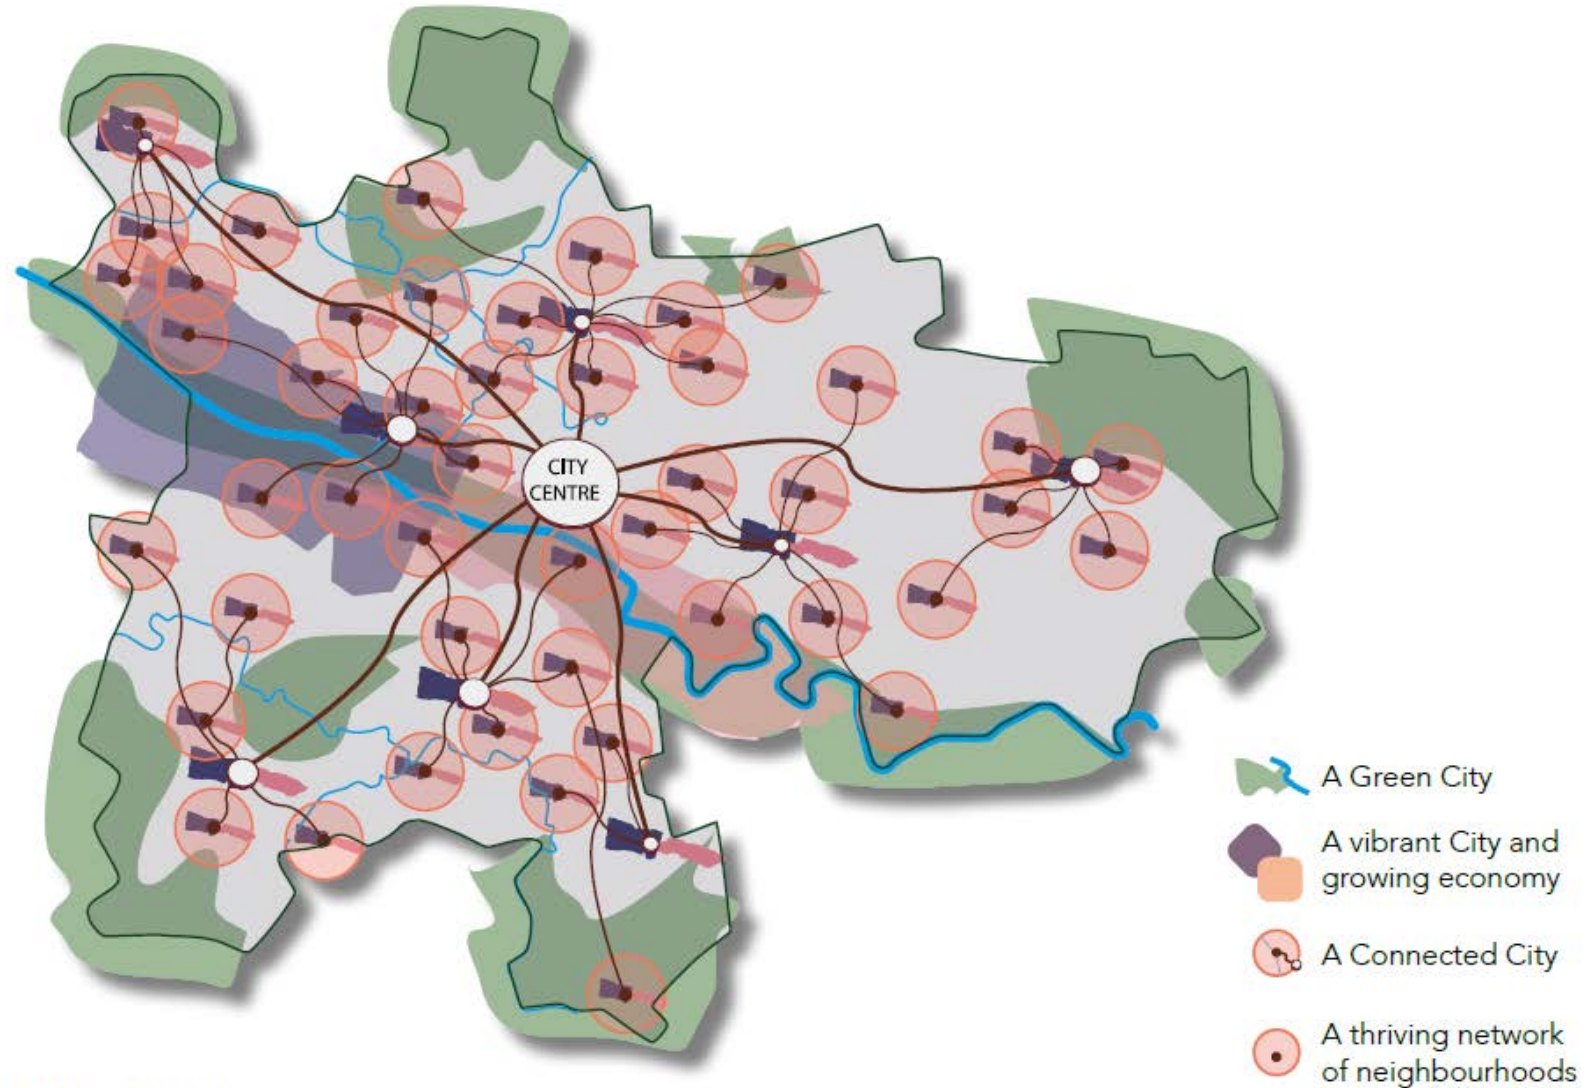 CITY
CENTRE
A Green City
A vibrant City and
growing economy
A Connected City
A thriving network
of neighbourhoods